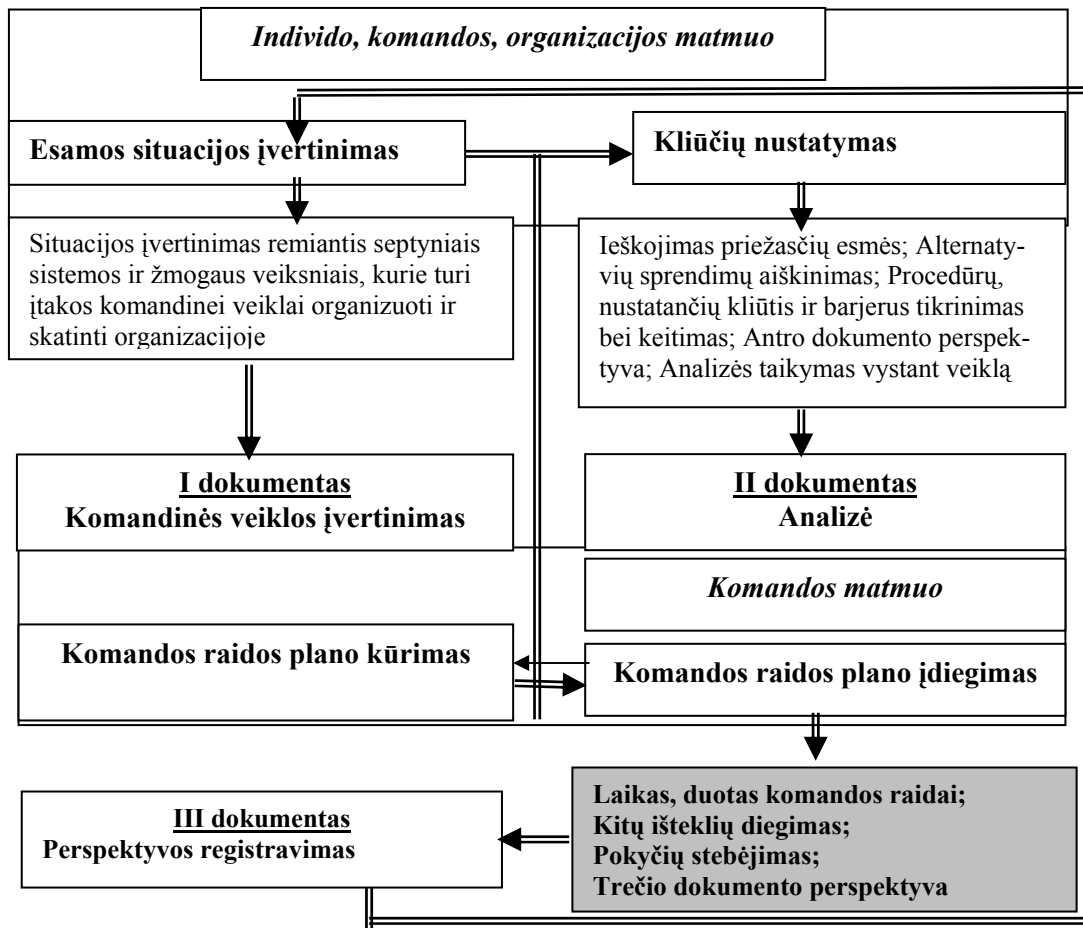 Individo, komandos, organizacijos matmuo
Esamos situacijos įvertinimas
Kliūčių nustatymas
Situacijos įvertinimas remiantis septyniais
sistemos ir žmogaus veiksniais, kurie turi
įtakos komandinei veiklai organizuoti ir
skatinti organizacijoje
Ieškojimas priežasčių esmės; Alternaty-
vių sprendimų aiškinimas; Procedūrų,
nustatančių kliūtis ir barjerus tikrinimas
bei keitimas; Antro dokumento perspek-
tyva; Analizės taikymas vystant veiklą
I dokumentas
Komandinės veiklos įvertinimas
II dokumentas
Analizė
Komandos matmuo
Komandos raidos plano kūrimas
Komandos raidos plano įdiegimas
Laikas, duotas komandos raidai;
Kitų išteklių diegimas;
Pokyčių stebėjimas;
Trečio dokumento perspektyva
III dokumentas
Perspektyvos registravimas